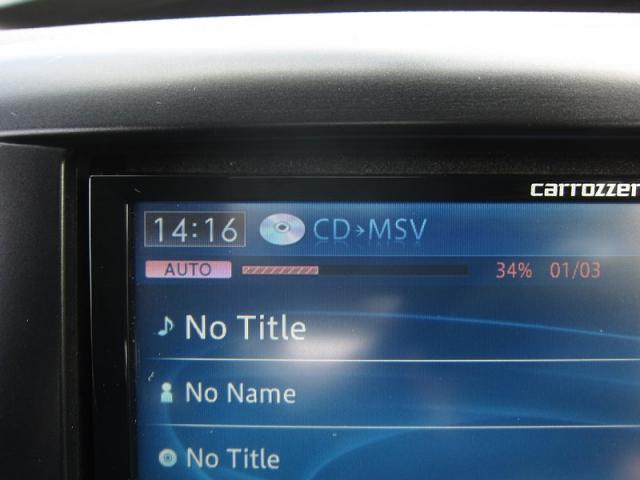 carrozzer
14:16 CD→MSV
AUTO 34% 01/03
No Title
No Name
No Title